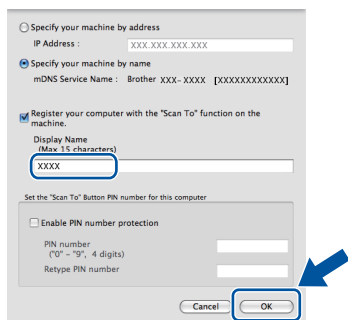 Specify your machine by address
IP Address : XXX.XXX.XXX.XXX
Specify your machine by name
mDNS Service Name : Brother XXX-XXXX [XXXXXXXXXXXX]
Register your computer with the "Scan To" function on the
machine.
Display Name
(Max 15 characters)
XXXX
Set the "Scan To" Button PIN number for this computer
Enable PIN number protection
PIN number
("0" - "9", 4 digits)
Retype PIN number
Cancel OK